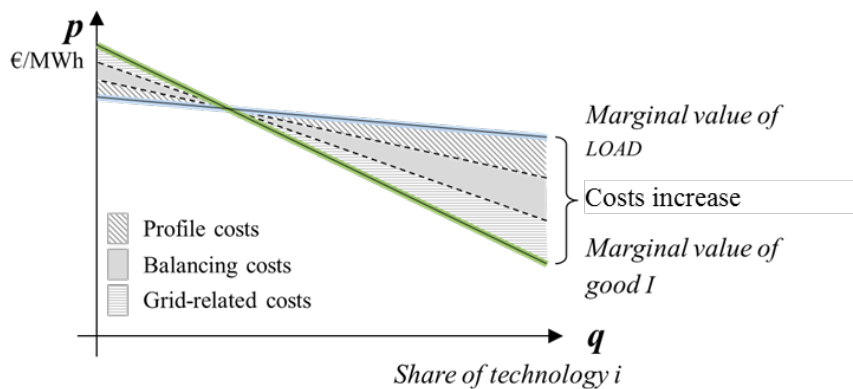 p
€/MWh
Marginal value of
LOAD
Costs increase
Profile costs
Balancing costs
Grid-related costs
Marginal value of
good I
q
Share of technology i